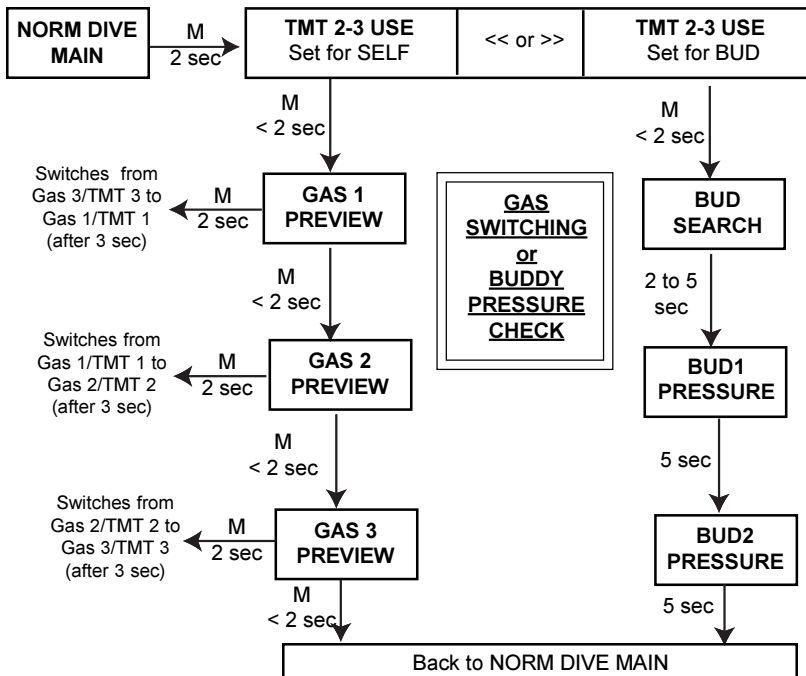 NORM DIVE
MAIN
M
2 sec
TMT 2-3 USE
Set for SELF
<< or >>
TMT 2-3 USE
Set for BUD
M
< 2 sec
M
< 2 sec
Switches from
Gas 3/TMT 3 to
Gas 1/TMT 1
(after 3 sec)
M
2 sec
GAS 1
PREVIEW
GAS
SWITCHING
or
BUDDY
PRESSURE
CHECK
BUD
SEARCH
M
< 2 sec
2 to 5
sec
Switches from
Gas 1/TMT 1 to
Gas 2/TMT 2
(after 3 sec)
M
2 sec
GAS 2
PREVIEW
BUD1
PRESSURE
M
< 2 sec
5 sec
Switches from
Gas 2/TMT 2 to
Gas 3/TMT 3
(after 3 sec)
M
2 sec
GAS 3
PREVIEW
BUD2
PRESSURE
M
< 2 sec
5 sec
Back to NORM DIVE MAIN